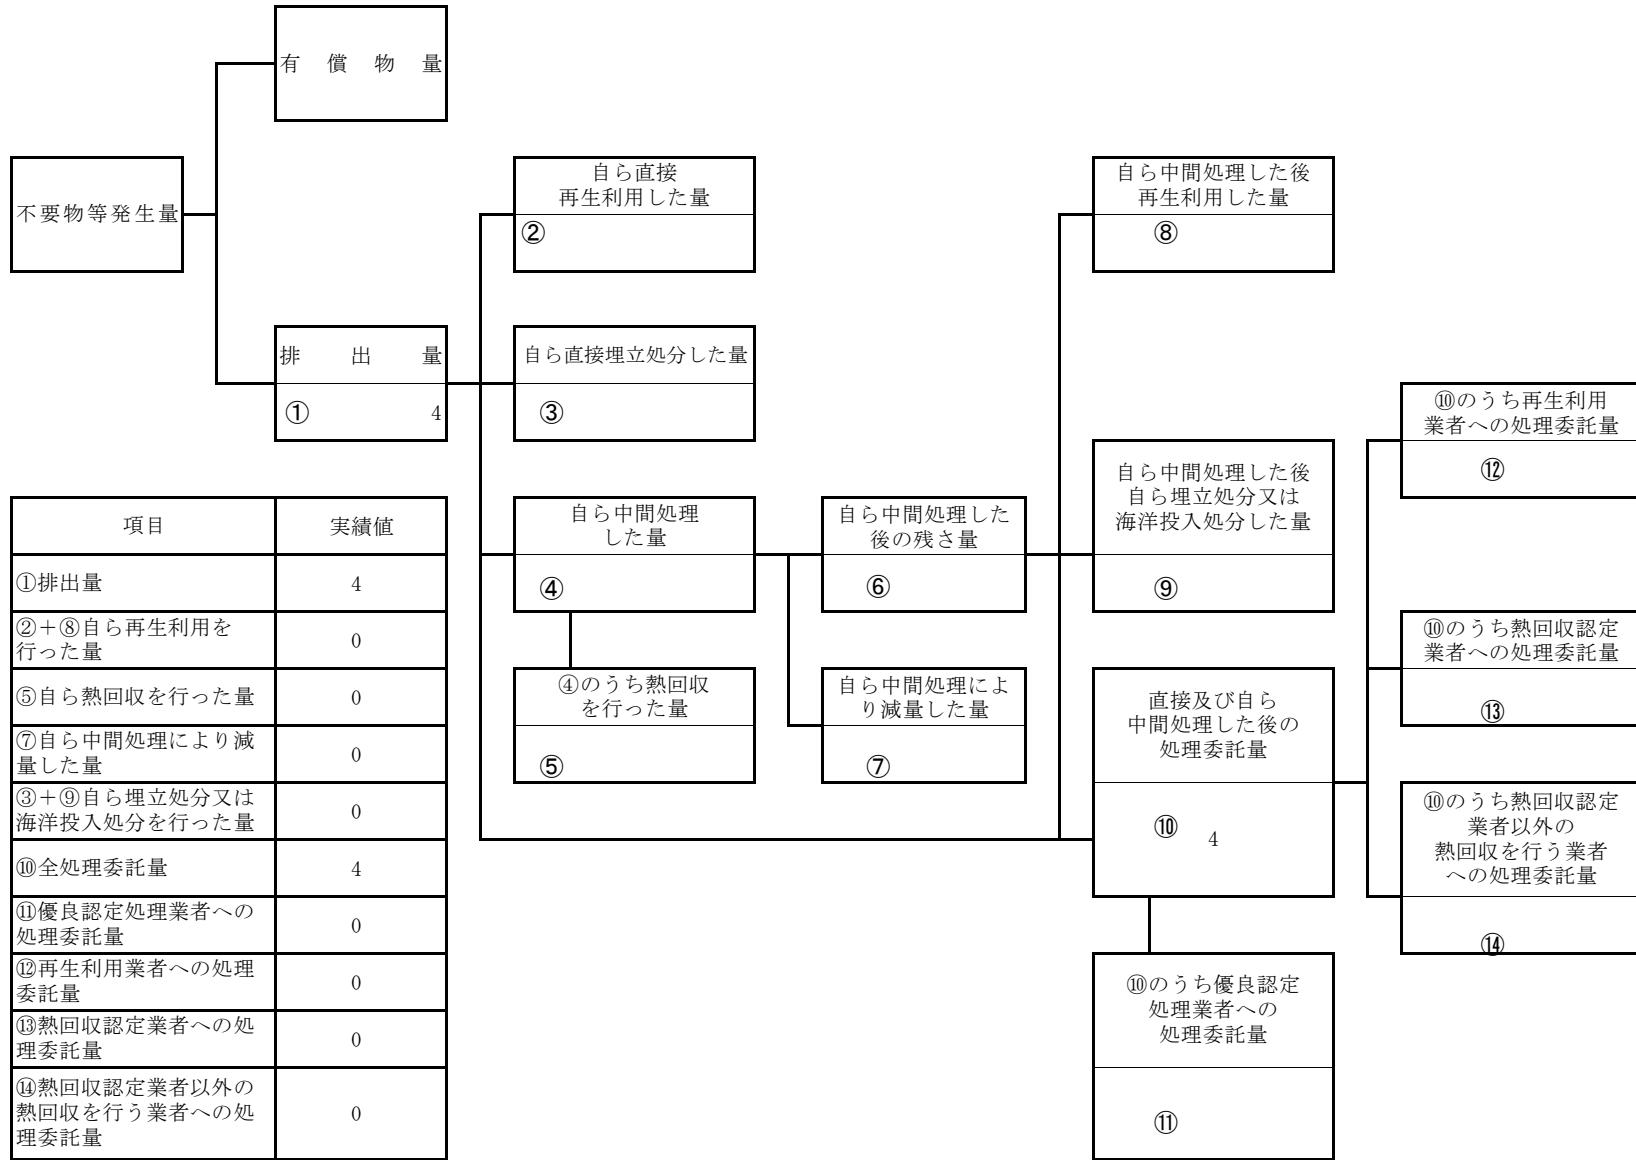 有償物量
不要物等発生量
排出量
① 4
自ら直接
再生利用した量
②
自ら直接埋立処分した量
③
自ら中間処理
した量
④
④のうち熱回収
を行った量
⑤
自ら中間処理した
後の残さ量
⑥
自ら中間処理によ
り減量した量
⑦
自ら中間処理した後
再生利用した量
⑧
自ら中間処理した後
自ら埋立処分又は
海洋投入処分した量
⑨
直接及び自ら
中間処理した後の
処理委託量
⑩ 4
⑩のうち優良認定
処理業者への
処理委託量
⑪
⑩のうち再生利用
業者への処理委託量
⑫
⑩のうち熱回収認定
業者への処理委託量
⑬
⑩のうち熱回収認定
業者以外の
熱回収を行う業者
への処理委託量
⑭
項目 実績値
①排出量 4
②+⑧自ら再生利用を
行った量 0
⑤自ら熱回収を行った量 0
⑦自ら中間処理により減
量した量 0
③+⑨自ら埋立処分又は
海洋投入処分を行った量 0
⑩全処理委託量 4
⑪優良認定処理業者への
処理委託量 0
⑫再生利用業者への処理
委託量 0
⑬熱回収認定業者への処
理委託量 0
⑭熱回収認定業者以外の
熱回収を行う業者への処 0
理委託量